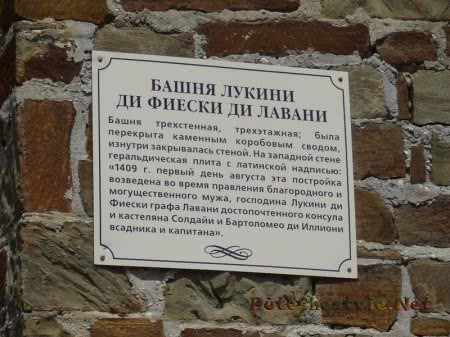 БАШНЯ ЛУКИНИ
ДИ ФИЕСКИ ДИ ЛАВАНИ
Башня трехстенная, трехэтажная; была
перекрыта каменным коробовым сводом,
изнутри закрывалась стеной. На западной стене
геральдическая плита с латинской надписью:
«1409 г. первый день августа эта постройка
возведена во время правления благородного и
могущественного мужа, господина Лукини ди
Фиески графа Лавани достопочтенного консула
и кастеляна Солдайи и Бартоломео ди Иллиони
всадника и капитана».
Puteshestvie.Net